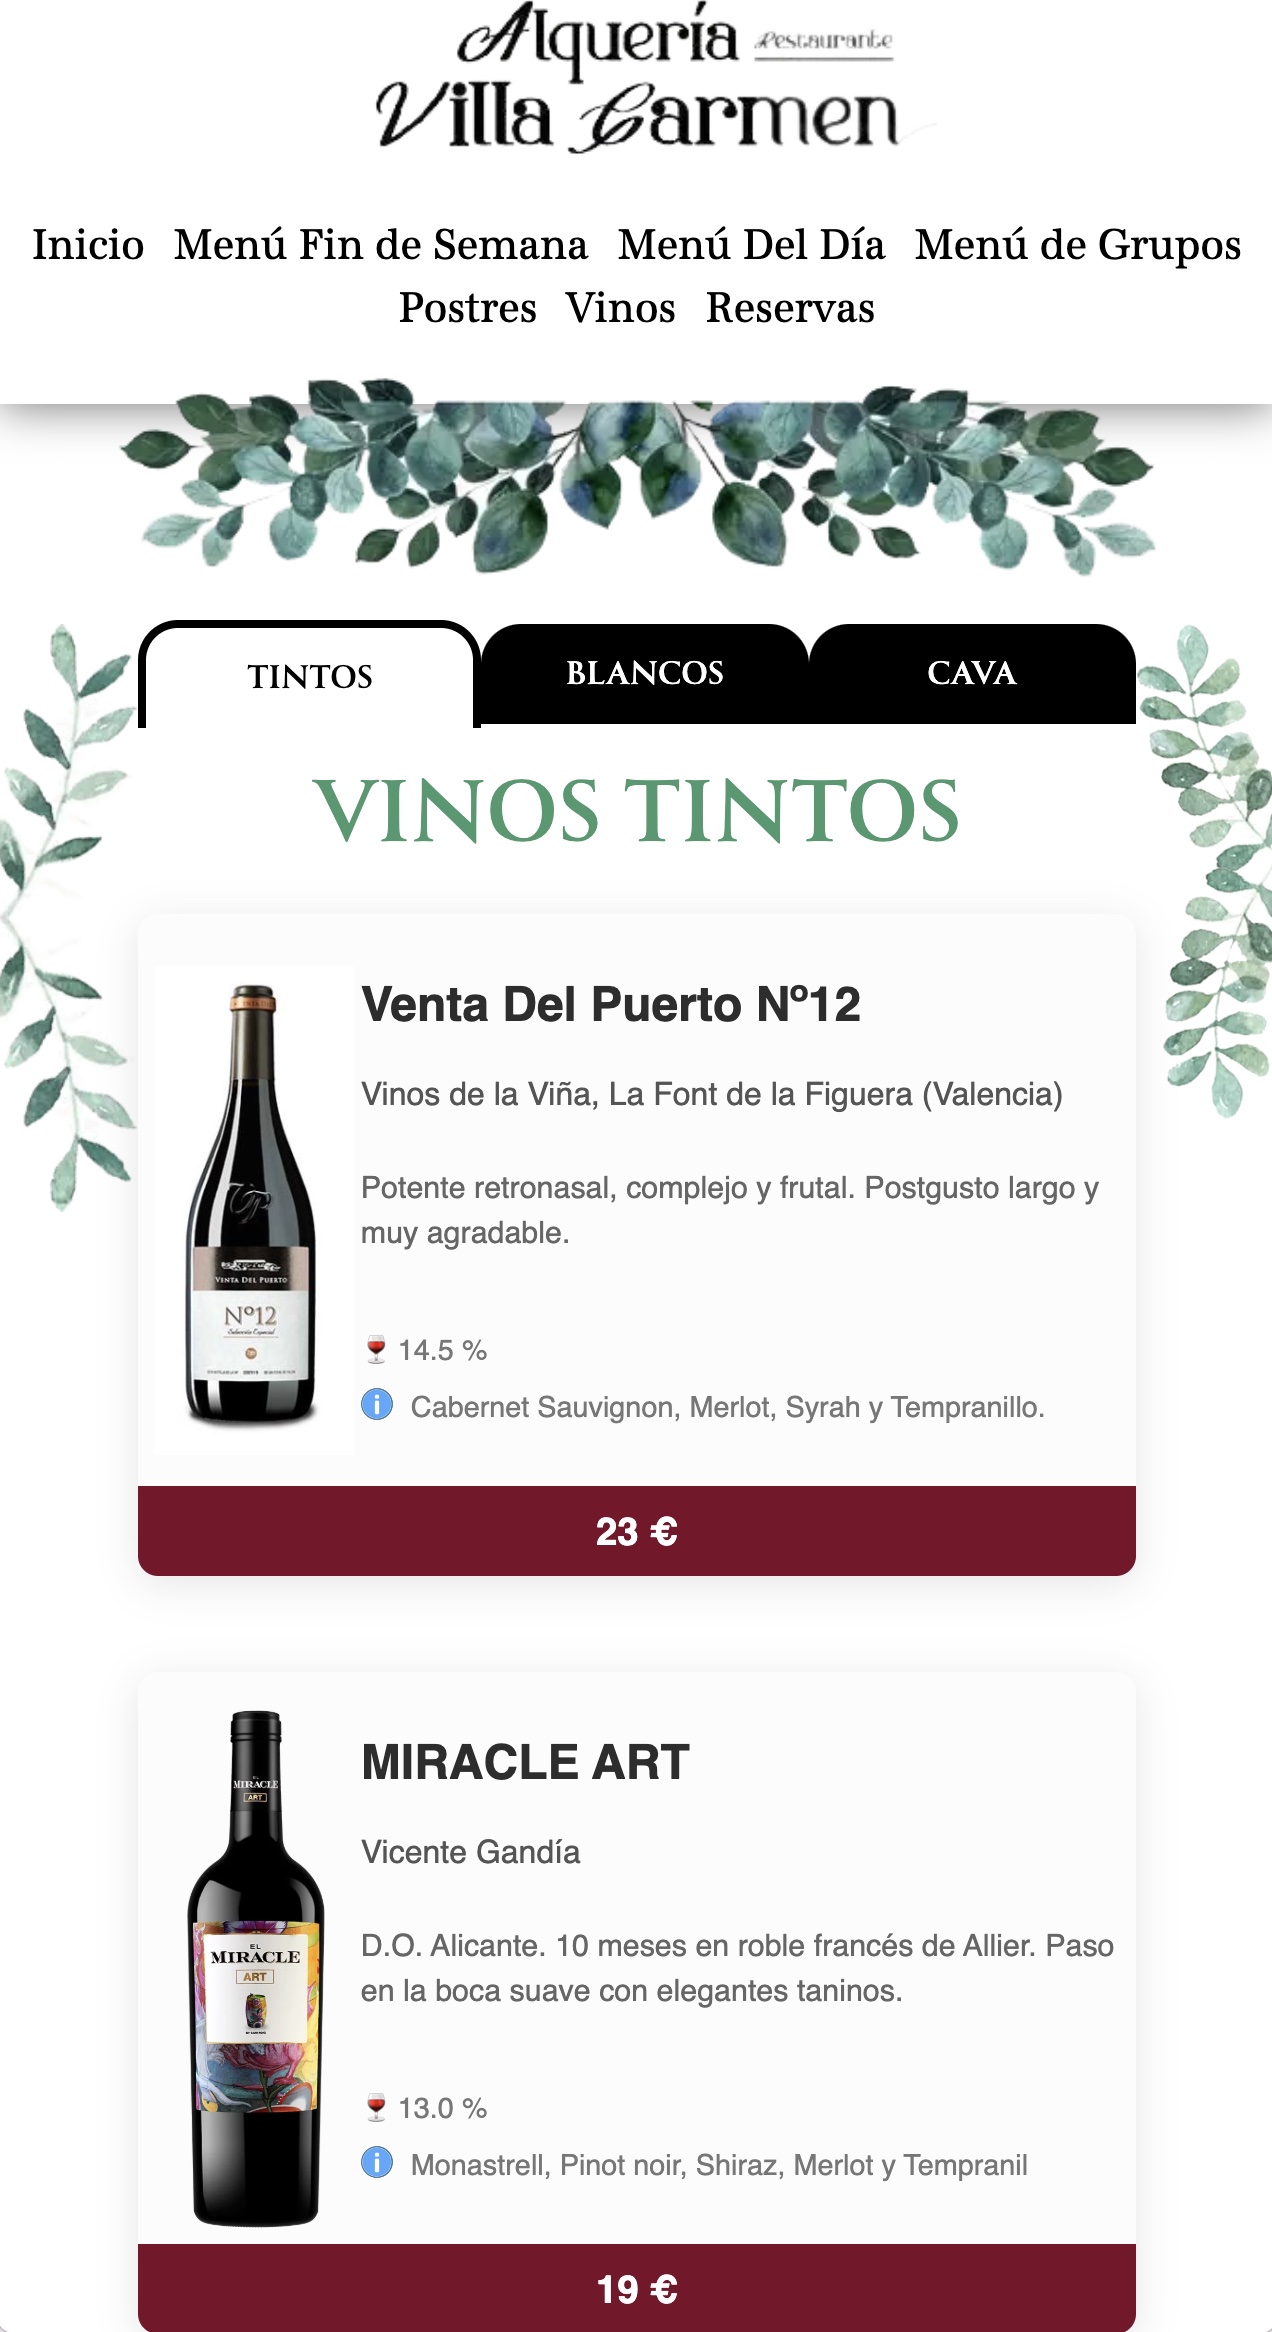 Alquería Restaurante
Villa Carmen
Inicio Menú Fin de Semana Menú Del Día Menú de Grupos
Postres Vinos Reservas
TINTOS BLANCOS CAVA
VINOS TINTOS
Venta Del Puerto Nº12
Vinos de la Viña, La Font de la Figuera (Valencia)
Potente retronasal, complejo y frutal. Postgusto largo y
muy agradable.
14.5 %
Cabernet Sauvignon, Merlot, Syrah y Tempranillo.
VENTA DEL PUERTO
Nº12
Selección Especial
23 €
MIRACLE ART
Vicente Gandía
D.O. Alicante. 10 meses en roble francés de Allier. Paso
en la boca suave con elegantes taninos.
13.0 %
Monastrell, Pinot noir, Shiraz, Merlot y Tempranil
MIRACLE
ART
EL
MIRACLE
ART
19 €